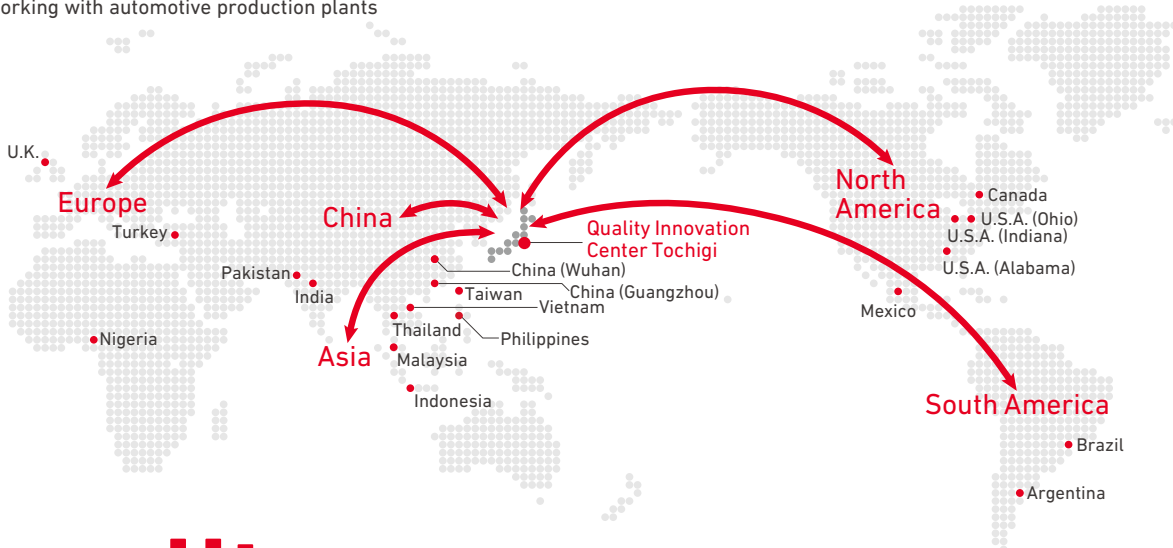 orking with automotive production plants
U.K.
Europe
Turkey
China
Pakistan
India
Nigeria
Asia
Quality Innovation
Center Tochigi
China (Wuhan)
China (Guangzhou)
Taiwan
Vietnam
Thailand
Philippines
Malaysia
Indonesia
North
America
Canada
U.S.A. (Ohio)
U.S.A. (Indiana)
U.S.A. (Alabama)
Mexico
South America
Brazil
Argentina